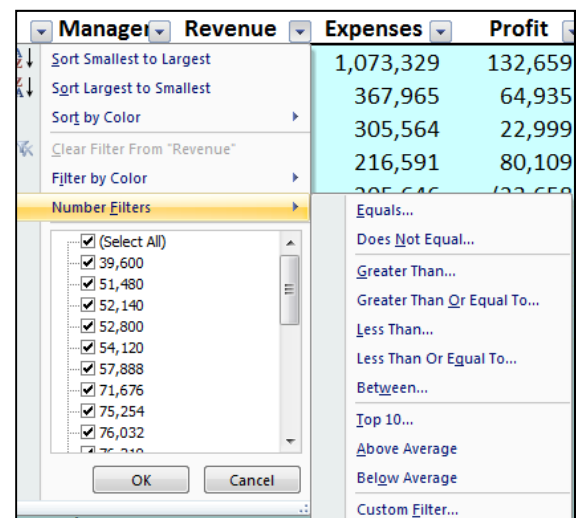 Manager Revenue Expenses Profit
Sort Smallest to Largest
Sort Largest to Smallest
Sort by Color
Clear Filter From "Revenue"
Filter by Color
Number Filters
(Select All)
39,600
51,480
52,140
52,800
54,120
57,888
71,676
75,254
76,032
OK Cancel
1,073,329 132,659
367,965 64,935
305,564 22,999
216,591 80,109
Equals...
Does Not Equal...
Greater Than...
Greater Than Or Equal To...
Less Than...
Less Than Or Equal To...
Between...
Top 10...
Above Average
Below Average
Custom Filter...